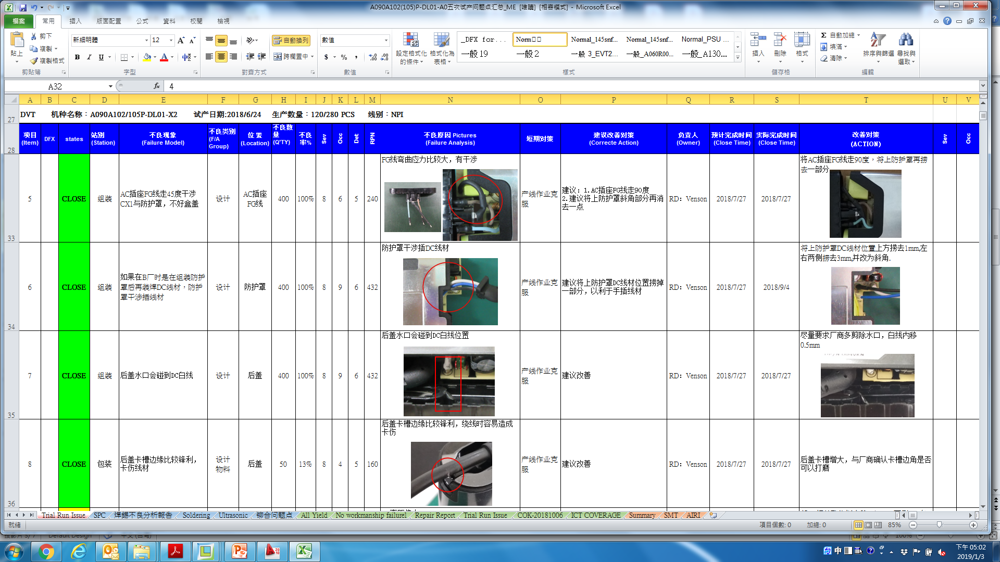 A090A102(105)P-DL01-A0五次试产问题点汇总_ME [唯讀] [相容模式] - Microsoft Excel
檔案 常用 插入 版面配置 公式 資料 校閱 檢視
貼上 剪下 複製 複製格式 剪貼簿
新細明體 12 B I U 字型
自動換列 跨欄置中 對齊方式
數值 $ % , 數值
設定格式化的條件 格式化為表格
_DFX for... Norm Normal_145snf... Normal_145snf... Normal_PSU ...
一般 19 一般 2 一般 3_EVT2... 一般_A060R00... 一般_A130...
樣式
插入 刪除 格式 儲存格
Σ 自動加總 填滿 清除 排序與篩選 尋找與選取 編輯
A32 fx 4
A B C D E F G H I J K L M N O P Q R S T U V
27 DVT 机种名称：A090A102/105P-DL01-X2 试产日期:2018/6/24 生产数量：120/280 PCS 线别：NPI
28 项目(Item) DFX states 站别(Station) 不良现象(Failure Model) 不良类别(F/A Group) 位 置(Location) 不良数量(Q'TY) 不良率% Sev Occ Det RPN 不良原因 Pictures (Failure Analysis) 短期对策 建议改善对策(Correcte Action) 负责人(Owner) 预计完成时间(Close Time) 实际完成时间(Close Time) 改善对策(ACTION) Sev Occ
33 5 CLOSE 组装 AC插座FG线走45度干涉CX1与防护罩，不好盒盖 设计 AC插座FG线 400 100% 8 6 5 240 FG线弯曲应力比较大，有干涉 产线作业克服 建议：1.AC插座FG线走90度
2.建议将上防护罩斜角部分再消去一点 RD：Venson 2018/7/27 2018/7/27 将AC插座FG线走90度，将上防护罩再捞去一部分
34 6 CLOSE 组装 如果在B厂时是在组装防护罩后再装焊DC线材，防护罩干涉插线材 设计 防护罩 400 100% 8 9 6 432 防护罩干涉插DC线材 产线作业克服 建议将上防护罩DC线材位置捞掉一部分，以利于手插线材 RD：Venson 2018/7/27 2018/9/4 将上防护罩DC线材位置上方捞去1mm,左右两侧捞去3mm,并改为斜角.
35 7 CLOSE 组装 后盖水口会碰到DC白线 设计 后盖 400 100% 8 9 6 432 后盖水口会碰到DC白线位置 产线作业克服 建议改善 RD：Venson 2018/7/27 2018/7/27 尽量要求厂商多剪除水口，白线内移0.5mm
36 8 CLOSE 包装 后盖卡槽边缘比较锋利，卡伤线材 设计物料 后盖 50 13% 8 4 5 160 后盖卡槽边缘比较锋利，绕线时容易造成卡伤 产线作业克服 建议改善 RD：Venson 2018/7/27 2018/7/27 后盖卡槽增大，与厂商确认卡槽边角是否可以打磨
Trial Run Issue SPC 焊錫不良分析報告 Soldering Ultrasonic 铆合问题点 All Yield No workmanship failurel Repair Report Trial Run Issue COK-20181006 ICT COVERAGE Summary SMT AIRI
就緒 項目個數: 0 加總: 0 85%
Default Design 100%
中 下午 05:02
2019/1/3